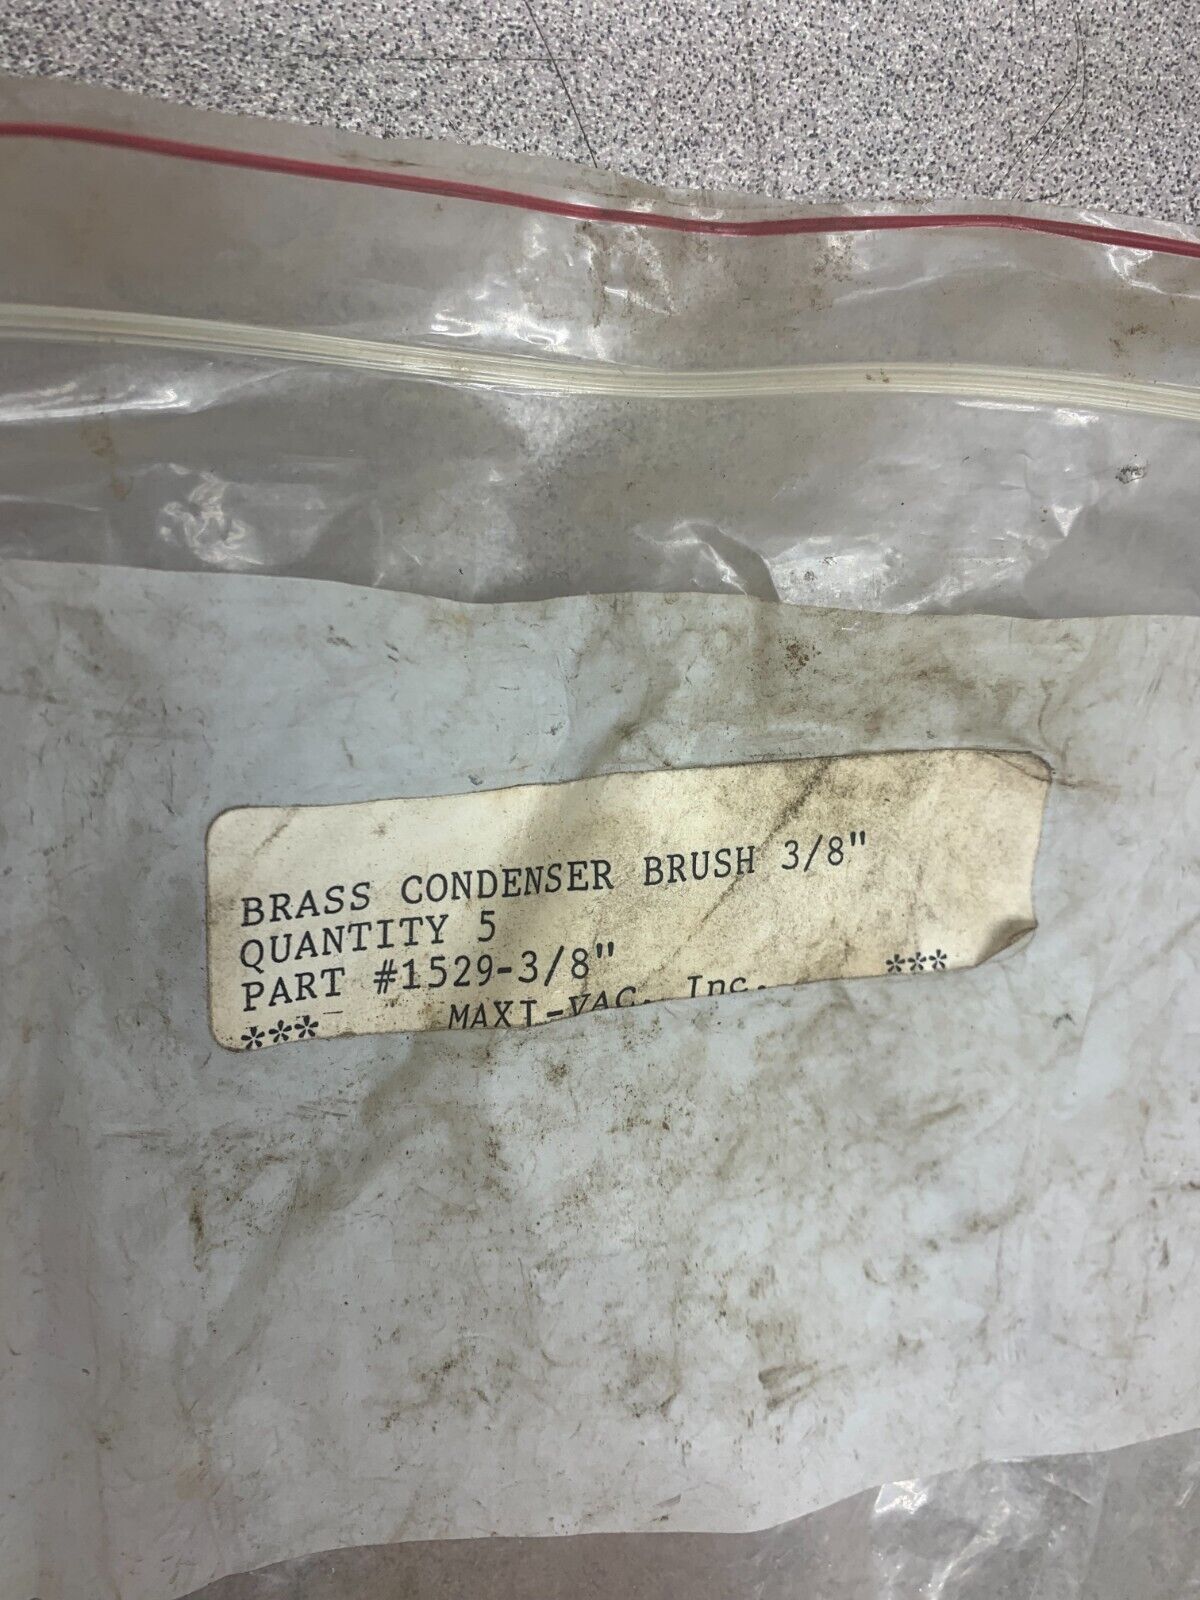 BRASS CONDENSER BRUSH 3/8"
QUANTITY 5
PART #1529-3/8"
*** MAXI-VAC, Inc. ***